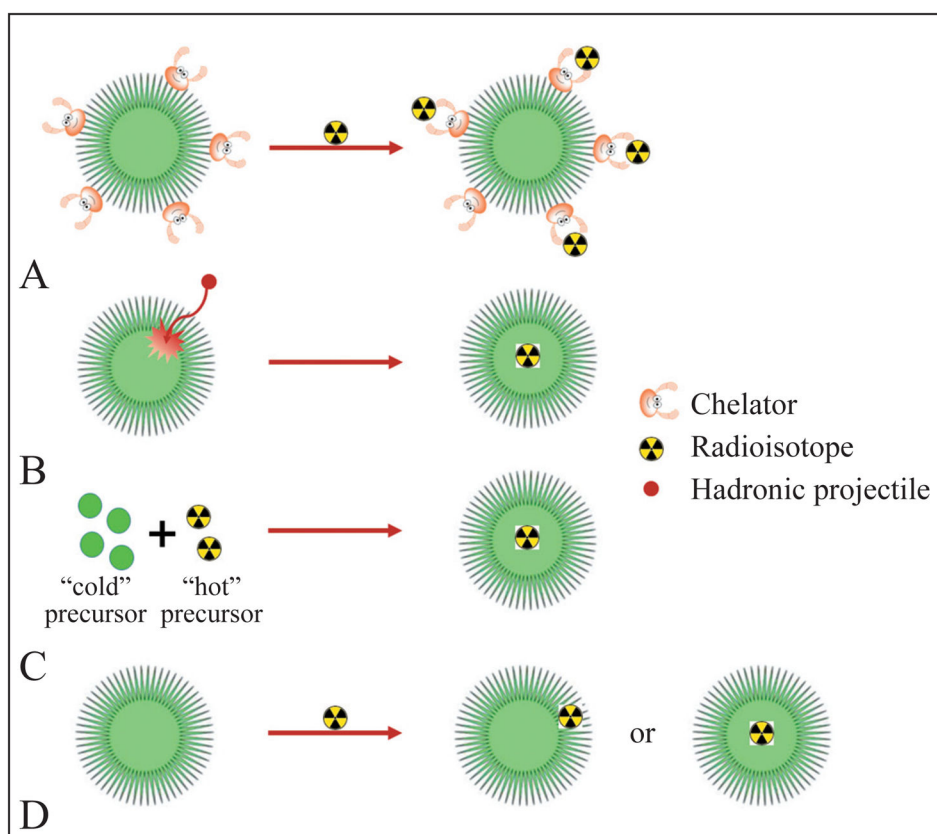 A
B
Chelator
Radioisotope
Hadronic projectile
“cold” “hot”
precursor precursor
C
or
D